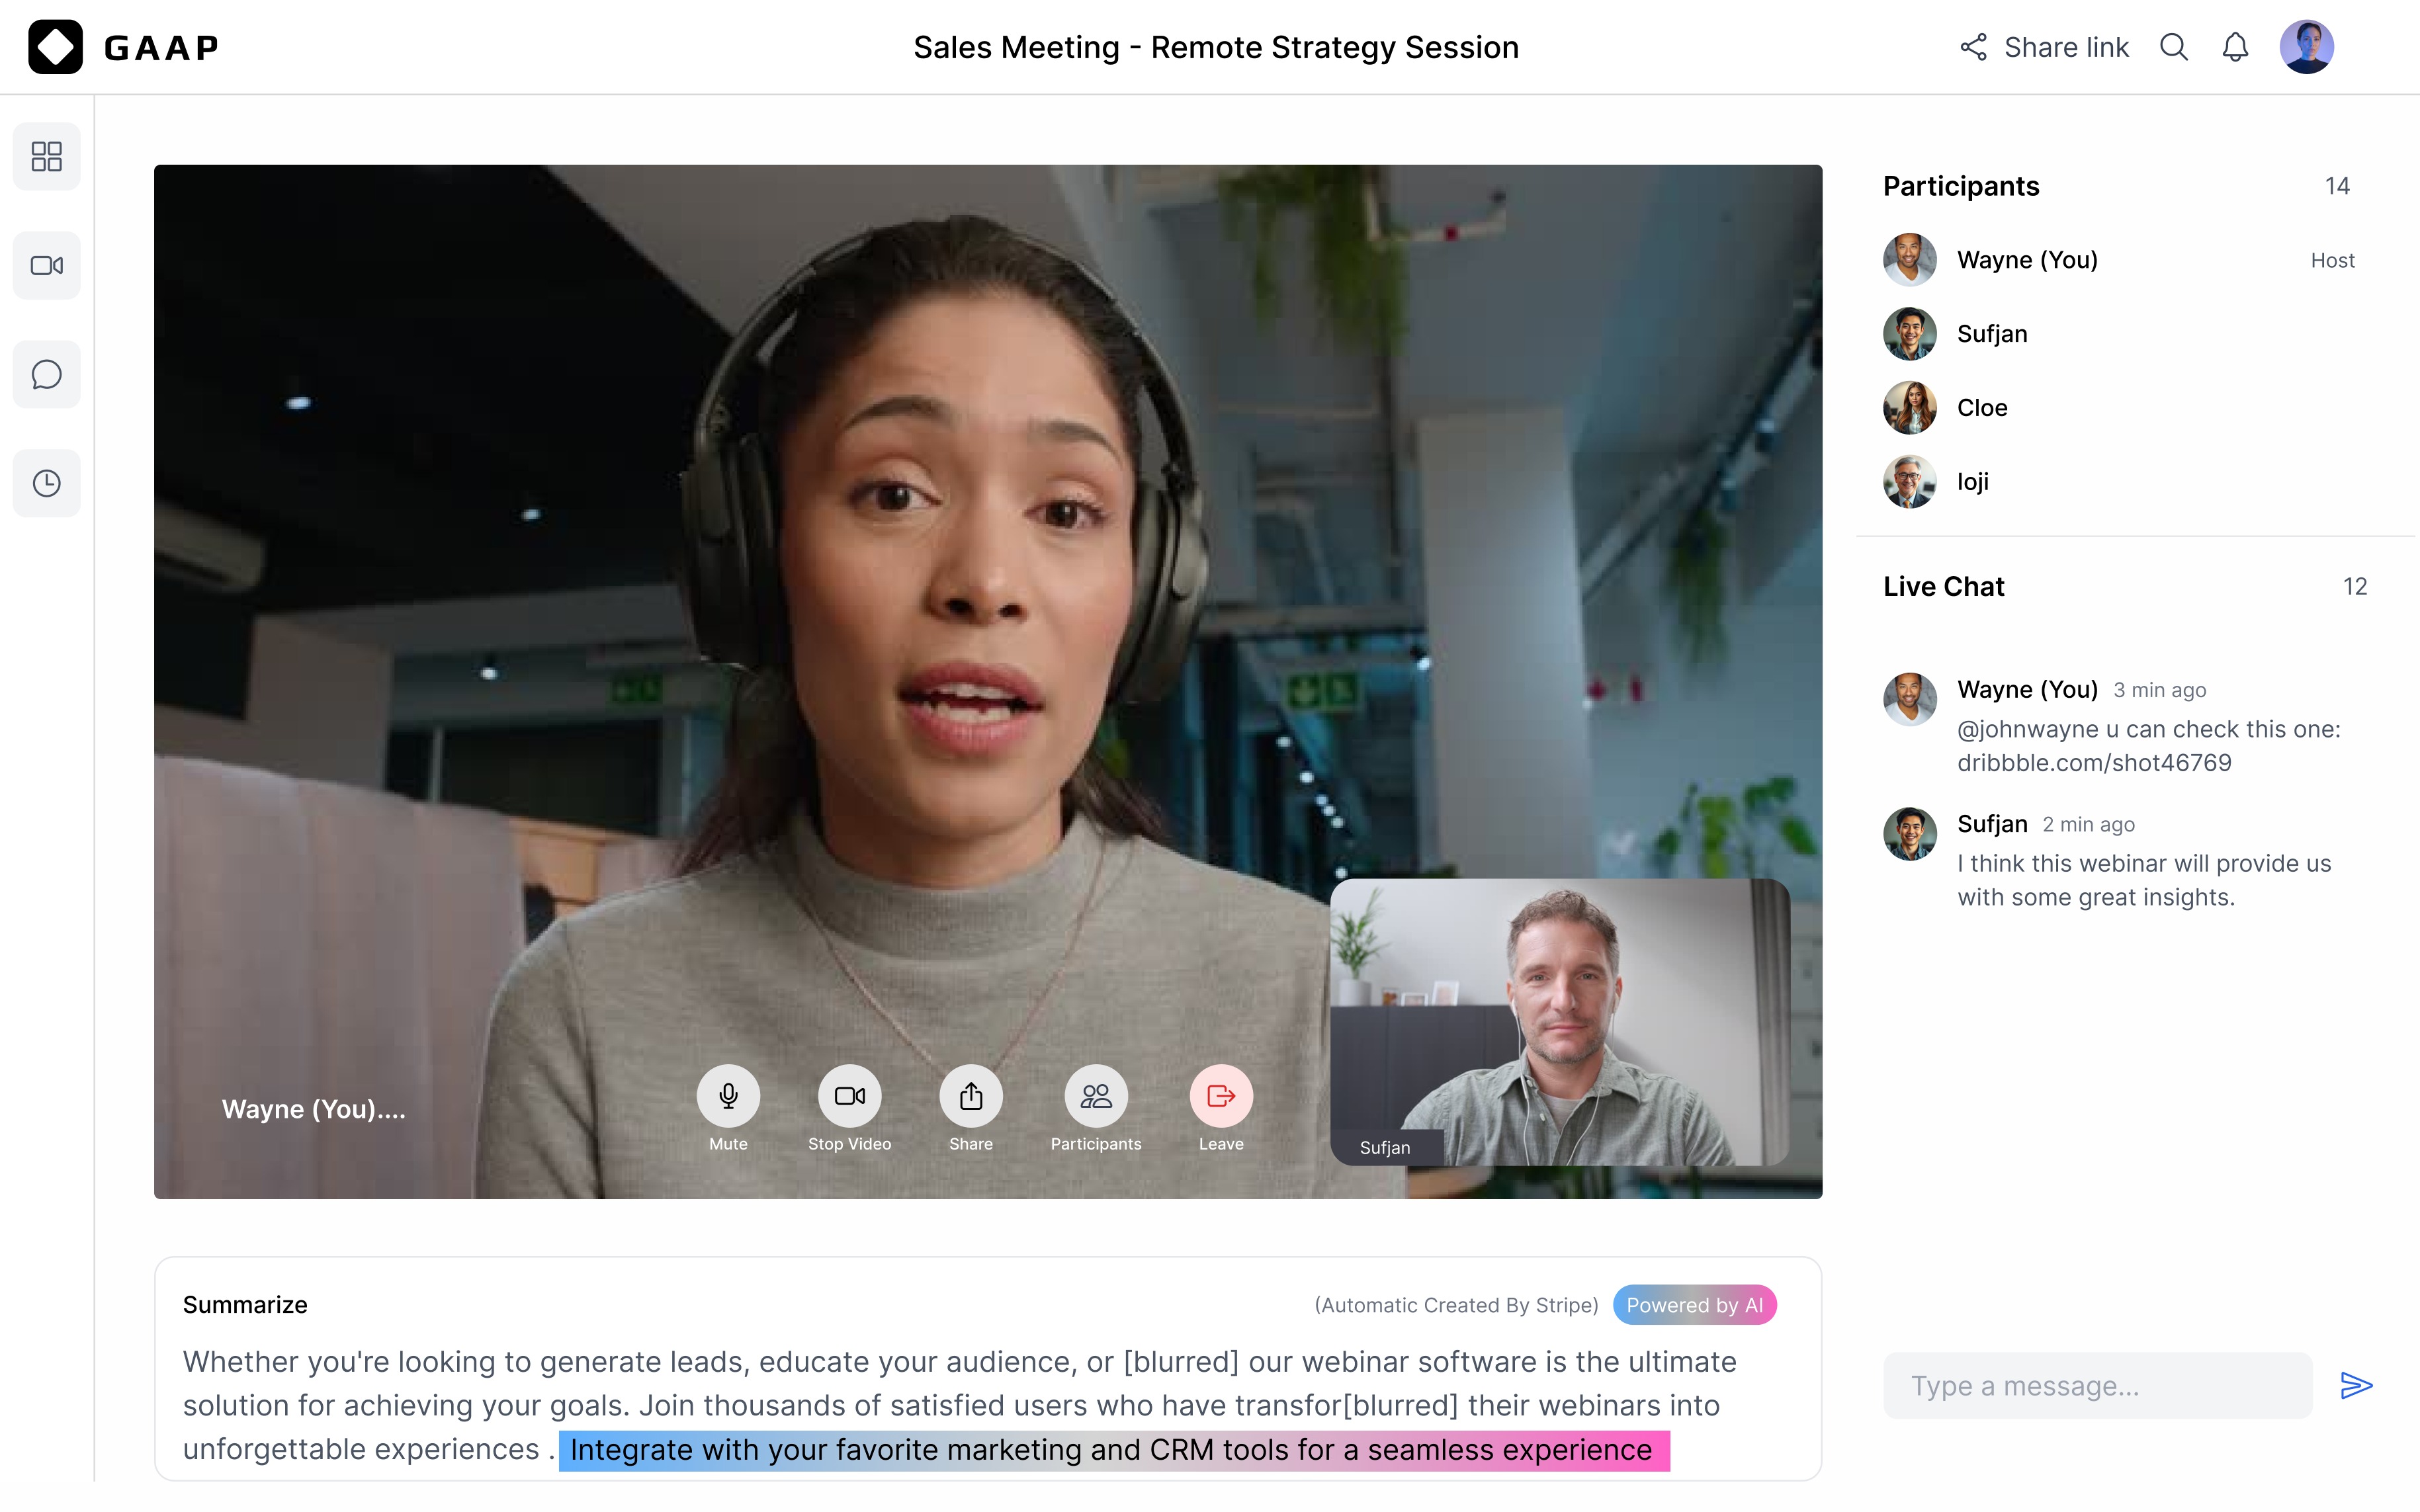 GAAP
Sales Meeting - Remote Strategy Session
Share link
Participants 14
Wayne (You) Host
Sufjan
Cloe
Ioji
Live Chat 12
Wayne (You) 3 min ago
@johnwayne u can check this one:
dribbble.com/shot46769
Sufjan 2 min ago
I think this webinar will provide us
with some great insights.
Type a message...
Wayne (You)....
Mute
Stop Video
Share
Participants
Leave
Sufjan
Summarize
(Automatic Created By Stripe)
Powered by AI
Whether you're looking to generate leads, educate your audience, or [blurred] our webinar software is the ultimate
solution for achieving your goals. Join thousands of satisfied users who have transfor[blurred] their webinars into
unforgettable experiences . Integrate with your favorite marketing and CRM tools for a seamless experience